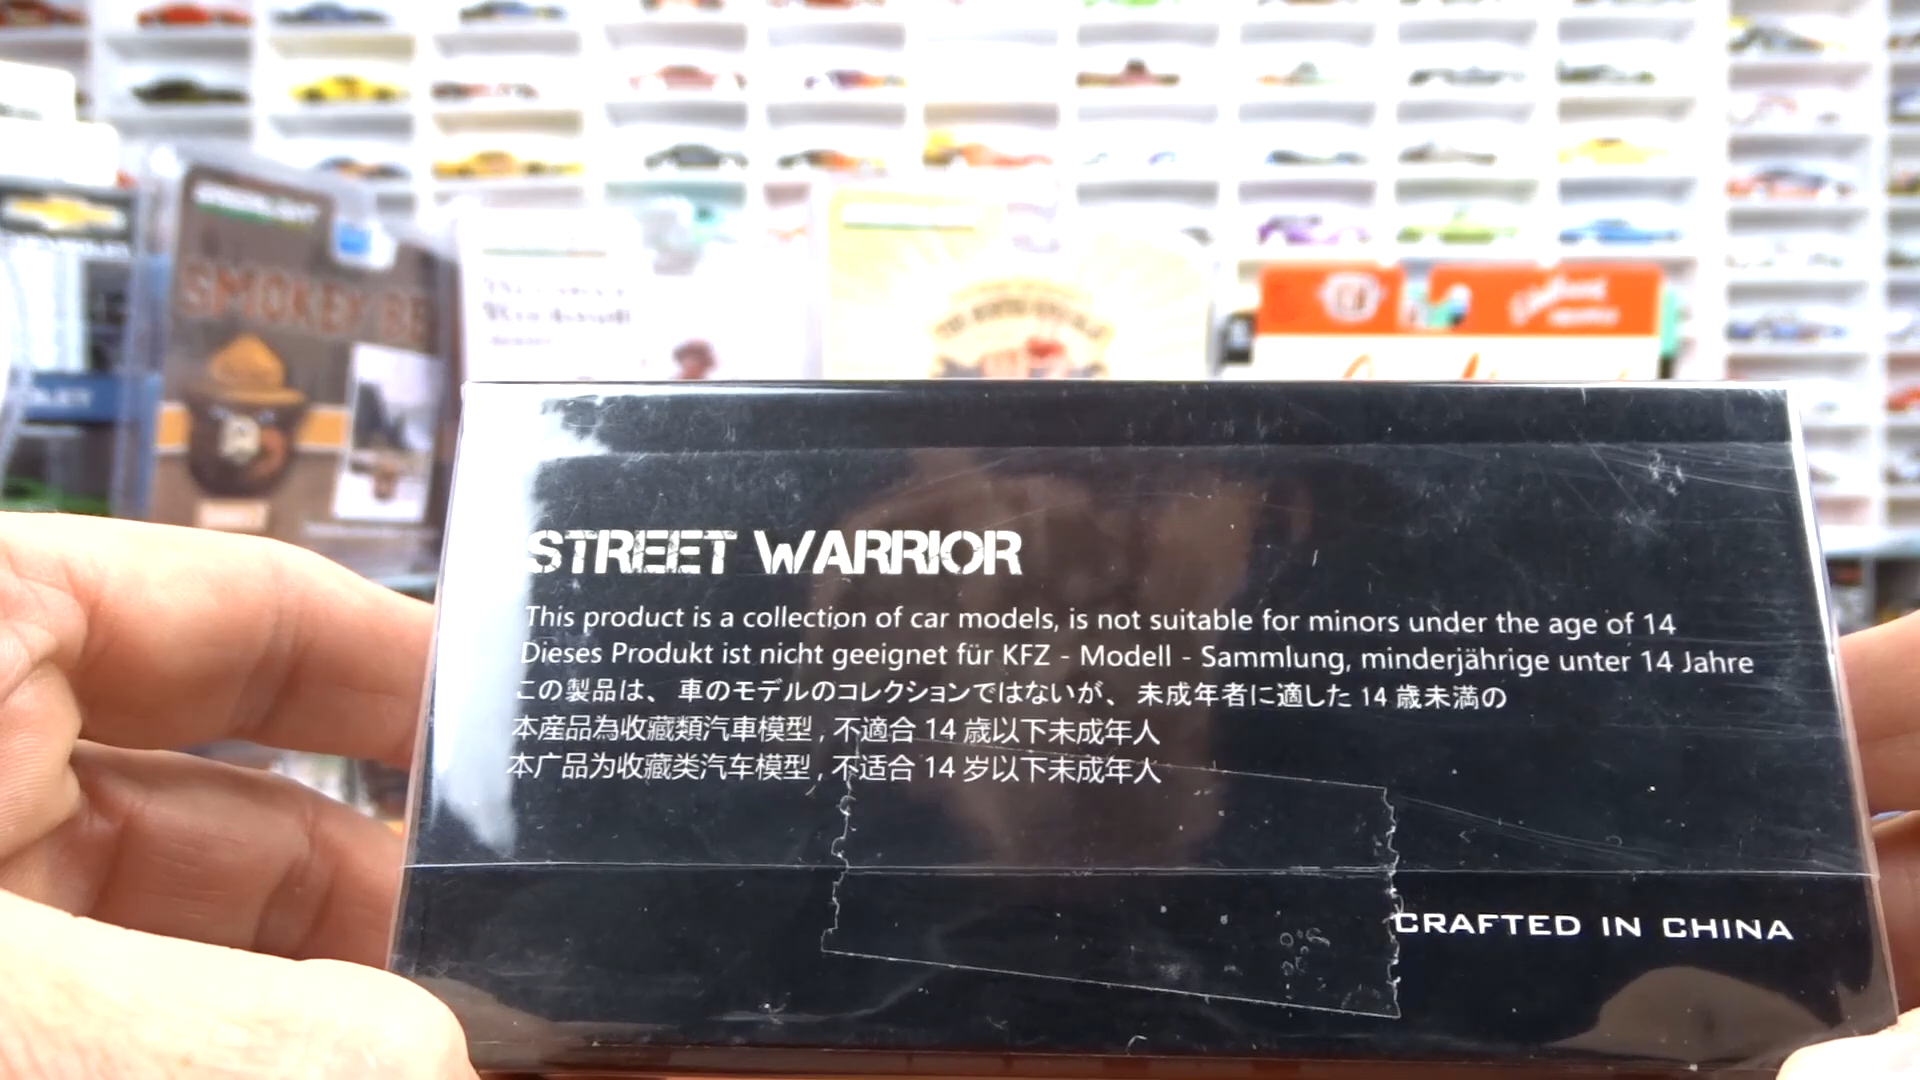 SMOKEY BE
STREET WARRIOR
This product is a collection of car models, is not suitable for minors under the age of 14
Dieses Produkt ist nicht geeignet für KFZ - Modell - Sammlung, minderjährige unter 14 Jahre
この製品は、車のモデルのコレクションではないが、未成年者に適した 14 歳未満の
本産品為收藏類汽車模型 , 不適合 14 歳以下未成年人
本广品为收藏类汽车模型 , 不适合 14 岁以下未成年人
CRAFTED IN CHINA